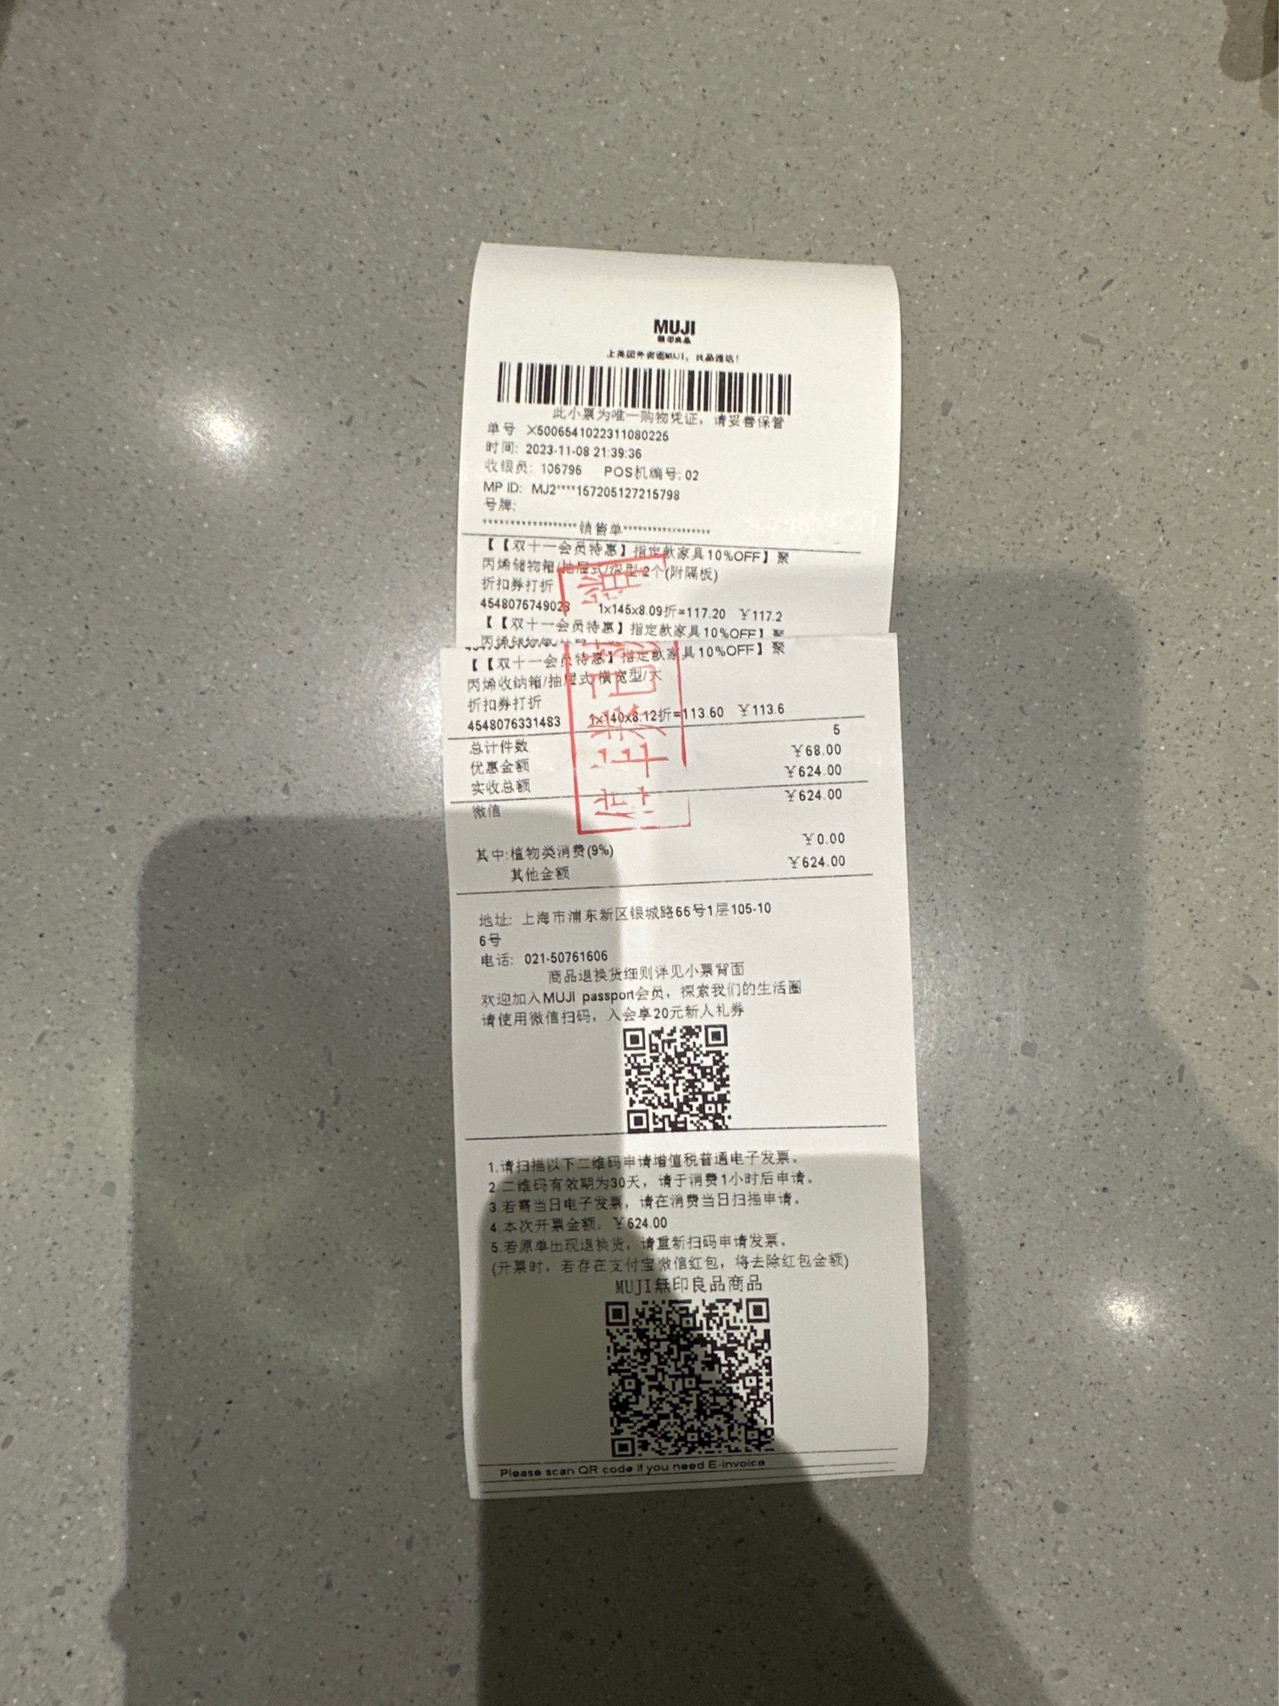 MUJI
無印良品
此小票为唯一购物凭证，请妥善保管
单号 X5006541022311080226
时间: 2023-11-08 21:39:36
收银员: 106796 POS机编号: 02
MP ID: MJ2****157205127215798
号牌:
******************销售单*****************
【【双十一会员特惠】指定款家具10%OFF】聚
丙烯储物箱/抽屉式/深型/2个(附隔板)
折扣券打折
4548076749028 1x145x8.09折=117.20 ￥117.2
【【双十一会员特惠】指定款家具10%OFF】聚
【【双十一会员特惠】指定款家具10%OFF】聚
丙烯收纳箱/抽屉式/横宽型/大
折扣券打折
4548076331483 1x140x8.12折=113.60 ￥113.6
总计件数 5
优惠金额 ￥68.00
实收总额 ￥624.00
微信 ￥624.00
其中:植物类消费(9%) ￥0.00
其他金额 ￥624.00
地址: 上海市浦东新区银城路66号1层105-10
6号
电话: 021-50761606
商品退换货细则详见小票背面
欢迎加入MUJI passport会员，探索我们的生活圈
请使用微信扫码，入会享20元新人礼券
1.请扫描以下二维码申请增值税普通电子发票。
2.二维码有效期为30天，请于消费1小时后申请。
3.若需当日电子发票，请在消费当日扫描申请。
4.本次开票金额: ￥624.00
5.若原单出现退换货，请重新扫码申请发票。
(开票时，若存在支付宝微信红包，将去除红包金额)
MUJI無印良品商品
Please scan QR code if you need E-invoice